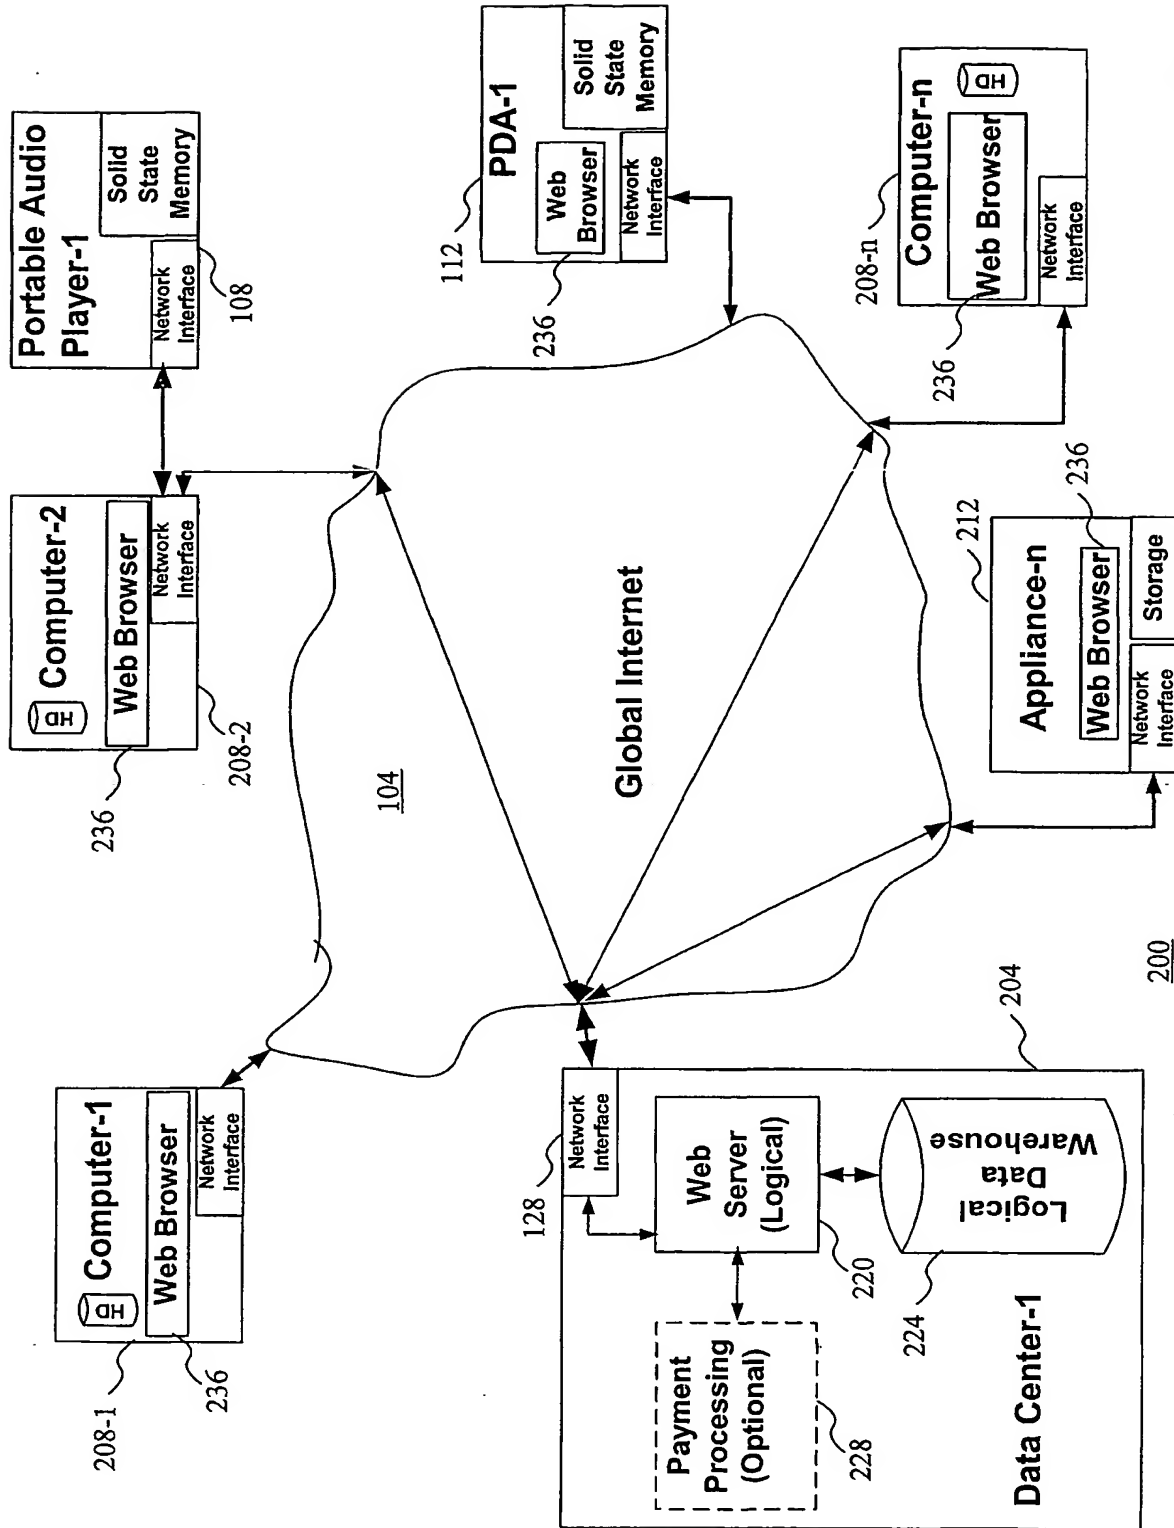 208-1
HD
Computer-1
Web Browser
Network
Interface
236
HD
Computer-2
Web Browser
Network
Interface
236
208-2
Portable Audio
Player-1
Solid
State
Memory
Network
Interface
108
104
Global Internet
PDA-1
112
Web
Browser
Solid
State
Memory
Network
Interface
236
Computer-n
HD
208-n
Web Browser
Network
Interface
236
Appliance-n
212
Web Browser
236
Network
Interface
Storage
128
Network
Interface
Web
Server
(Logical)
220
Payment
Processing
(Optional)
228
Logical
Data
Warehouse
224
Data Center-1
204
200